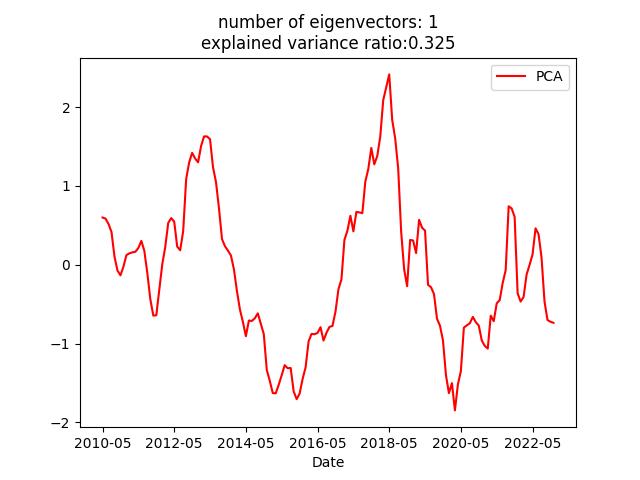 number of eigenvectors: 1
explained variance ratio:0.325
PCA
2
1
0
−1
−2
2010-05 2012-05 2014-05 2016-05 2018-05 2020-05 2022-05
Date